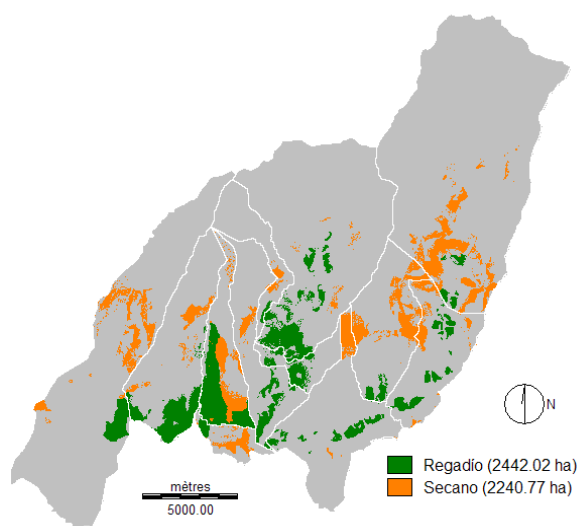 N
Regadío (2442.02 ha)
Secano (2240.77 ha)
mètres
5000.00